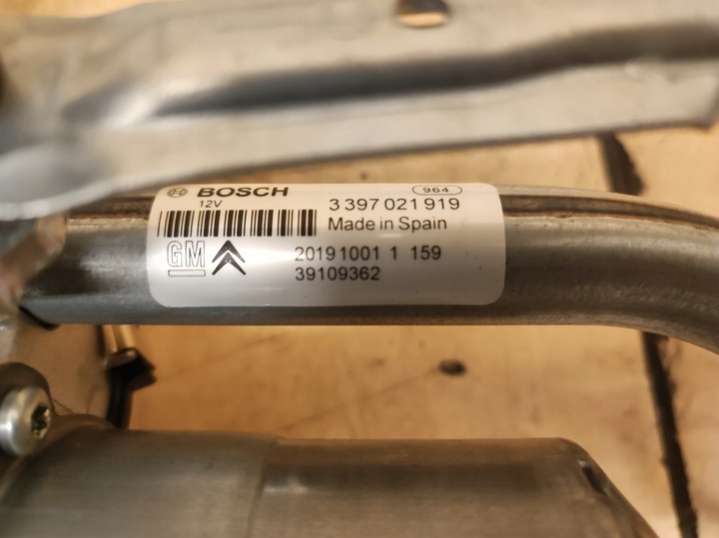 BOSCH 964
12V 3 397 021 919
Made in Spain
GM 20191001 1 159
39109362